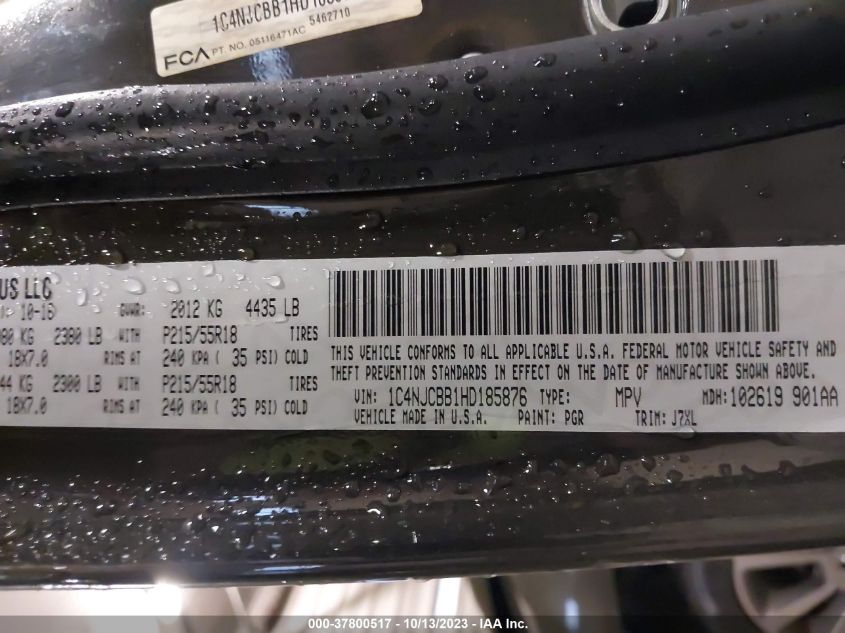 1C4NJCBB1HD
5462710
FCA PT. NO. 05116471AC
US LLC
10-16 GVWR: 2012 KG 4435 LB
080 KG 2380 LB WITH P215/55R18 TIRES
18X7.0 RIMS AT 240 KPA ( 35 PSI) COLD
44 KG 2300 LB WITH P215/55R18 TIRES
18X7.0 RIMS AT 240 KPA ( 35 PSI) COLD
THIS VEHICLE CONFORMS TO ALL APPLICABLE U.S.A. FEDERAL MOTOR VEHICLE SAFETY AND
THEFT PREVENTION STANDARDS IN EFFECT ON THE DATE OF MANUFACTURE SHOWN ABOVE.
VIN: 1C4NJCBB1HD185876 TYPE: MPV MDH: 102619 901AA
VEHICLE MADE IN U.S.A. PAINT: PGR TRIM: J7XL
000-37800517 - 10/13/2023 - IAA Inc.